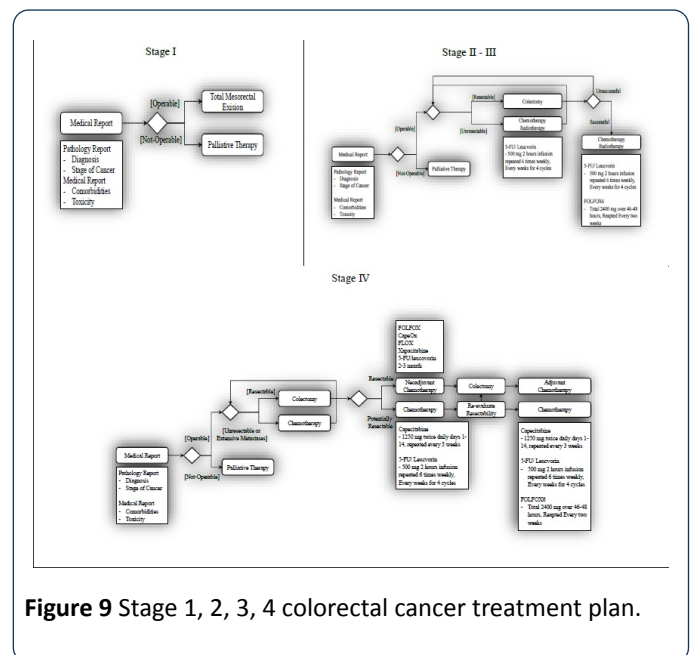 Stage I
[Operable]
Total Mesorectal
Exision
Medical Report
[Not-Operable]
Palliative Therapy
Pathology Report
- Diagnosis
- Stage of Cancer
Medical Report
- Comorbidities
- Toxicity
Stage II - III
Unsuccessful
[Resectable]
Colectomy
[Operable]
[Unresectable]
Chemotherapy
Radiotherapy
Successful
Medical Report
[Not-Operable]
Palliative Therapy
Pathology Report
- Diagnosis
- Stage of Cancer
Medical Report
- Comorbidities
- Toxicity
5-FU Leucvorin
- 500 mg 2 hours infusion
repeated 6 times weekly,
Every weeks for 4 cycles
Chemotherapy
Radiotherapy
5-FU Leucvorin
- 500 mg 2 hours infusion
repeated 6 times weekly,
Every weeks for 4 cycles
FOLFOX6
- Total 2400 mg over 46-48
hours, Reapted Every two
weeks
Stage IV
FOLFOX
CapeOx
FLOX
Xapacitabine
5-FU leucovorin
2-3 month
[Resectable]
Colectomy
Chemotherapy
[Operable]
[Unresectable or
Extensive Metastases]
Medical Report
[Not-Operable]
Palliative Therapy
Pathology Report
- Diagnosis
- Stage of Cancer
Medical Report
- Comorbidities
- Toxicity
Resectable
Neoadjuvant
Chemotherapy
Colectomy
Adjuvant
Chemotherapy
Potentially
Resectable
Chemotherapy
Re-evaluate
Resectability
Chemotherapy
Capecitabine
- 1250 mg twice daily days 1-
14, repeated every 3 weeks
5-FU/ Leucvorin
- 500 mg 2 hours infusion
repeated 6 times weekly,
Every weeks for 4 cycles
Capecitabine
- 1250 mg twice daily days 1-
14, repeated every 3 weeks
5-FU/ Leucvorin
- 500 mg 2 hours infusion
repeated 6 times weekly,
Every weeks for 4 cycles
FOLFOX6
- Total 2400 mg over 46-48
hours, Reapted Every two
weeks
Figure 9 Stage 1, 2, 3, 4 colorectal cancer treatment plan.